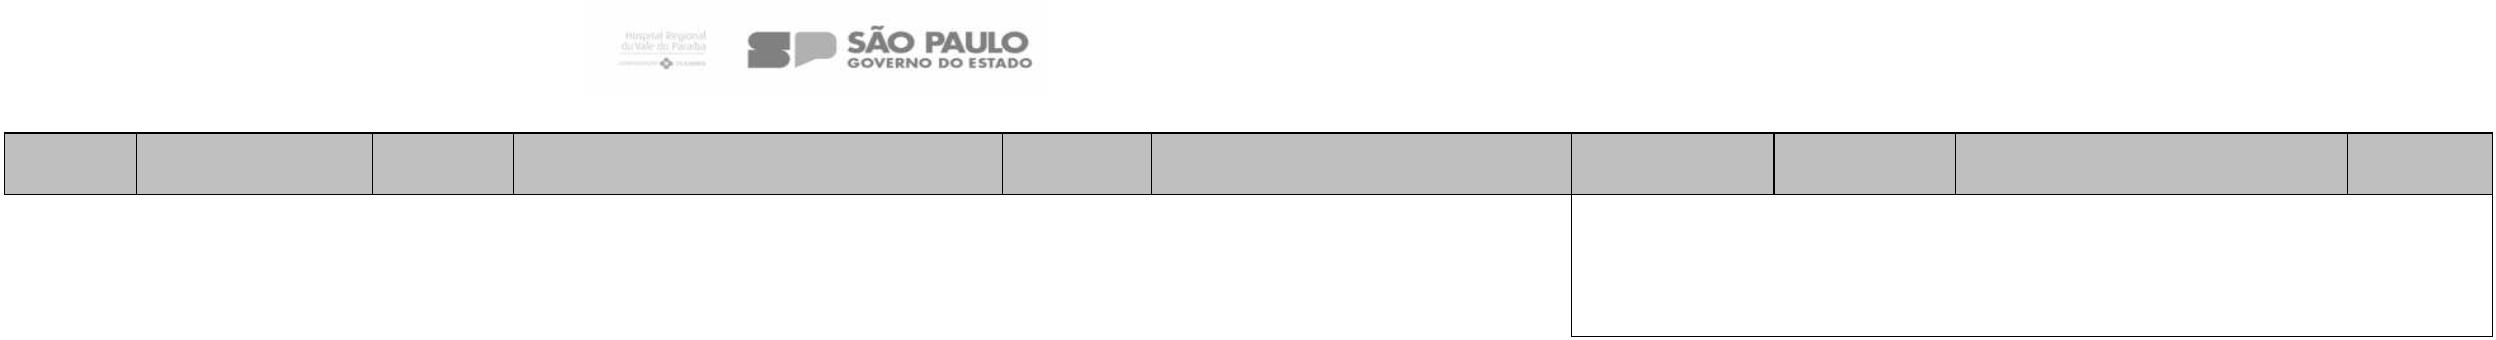 Hospital Regional
do Vale do Paraíba
SÃO PAULO
GOVERNO DO ESTADO